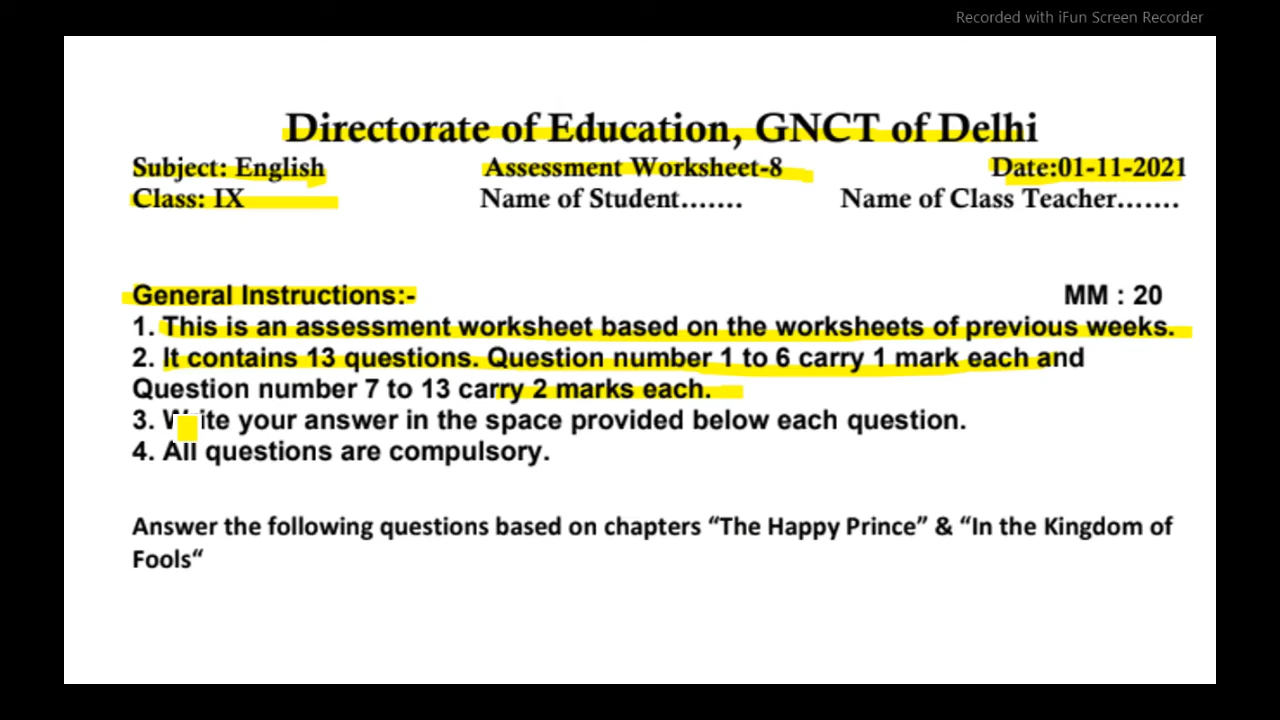 Recorded with iFun Screen Recorder
Directorate of Education, GNCT of Delhi
Subject: English Assessment Worksheet-8 Date:01-11-2021
Class: IX Name of Student....... Name of Class Teacher.......
General Instructions:- MM : 20
1. This is an assessment worksheet based on the worksheets of previous weeks.
2. It contains 13 questions. Question number 1 to 6 carry 1 mark each and
Question number 7 to 13 carry 2 marks each.
3. Write your answer in the space provided below each question.
4. All questions are compulsory.
Answer the following questions based on chapters “The Happy Prince” & “In the Kingdom of
Fools“